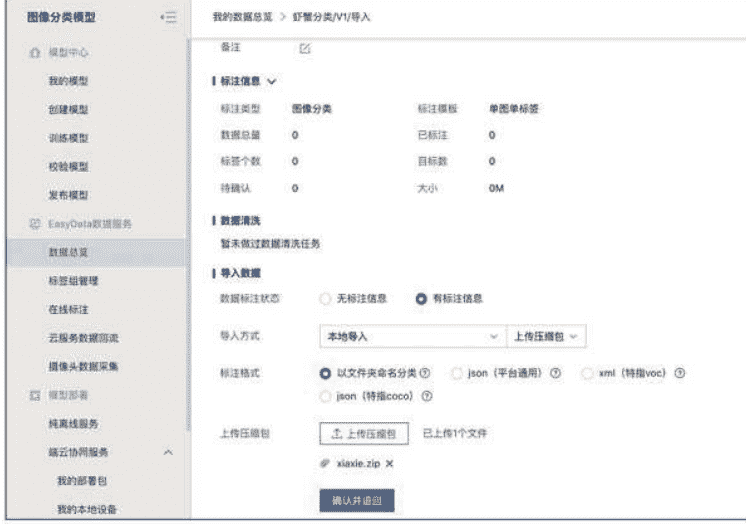 图像分类模型
模型中心
我的模型
创建模型
训练模型
校验模型
发布模型
EasyData数据服务
数据总览
标签组管理
在线标注
云服务数据回流
摄像头数据采集
模型部署
纯离线服务
端云协同服务
我的部署包
我的本地设备
我的数据总览 > 虾蟹分类/V1/导入
备注
标注信息
标注类型 图像分类 标注模板 单图单标签
数据总量 0 已标注 0
标签个数 0 目标数 0
待确认 0 大小 0M
数据清洗
暂未做过数据清洗任务
导入数据
数据标注状态 无标注信息 有标注信息
导入方式 本地导入 上传压缩包
标注格式 以文件夹命名分类 json（平台通用） xml（特指voc）
json（特指coco）
上传压缩包 上传压缩包 已上传1个文件
xiaxie.zip ×
确认并返回